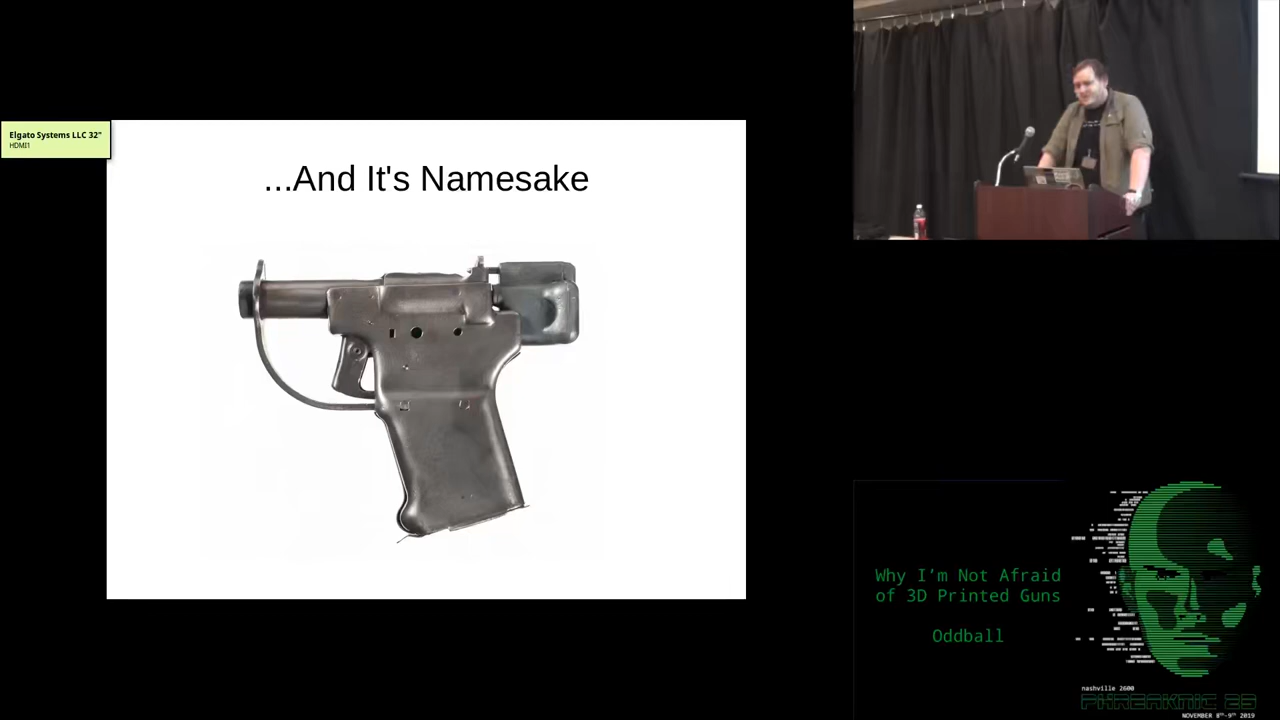 Elgato Systems LLC 32"
HDMI1
...And It's Namesake
Why I'm Not Afraid
of 3D Printed Guns
Oddball
nashville 2600
PHREAKNIC 23
NOVEMBER 8th-9th 2019